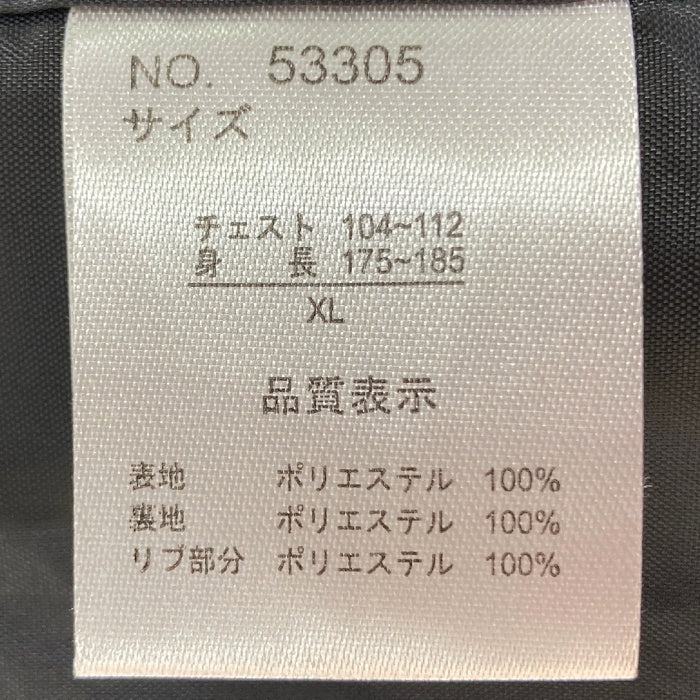 NO. 53305
サイズ
チェスト 104~112
身長 175~185
XL
品質表示
表地 ポリエステル 100%
裏地 ポリエステル 100%
リブ部分 ポリエステル 100%